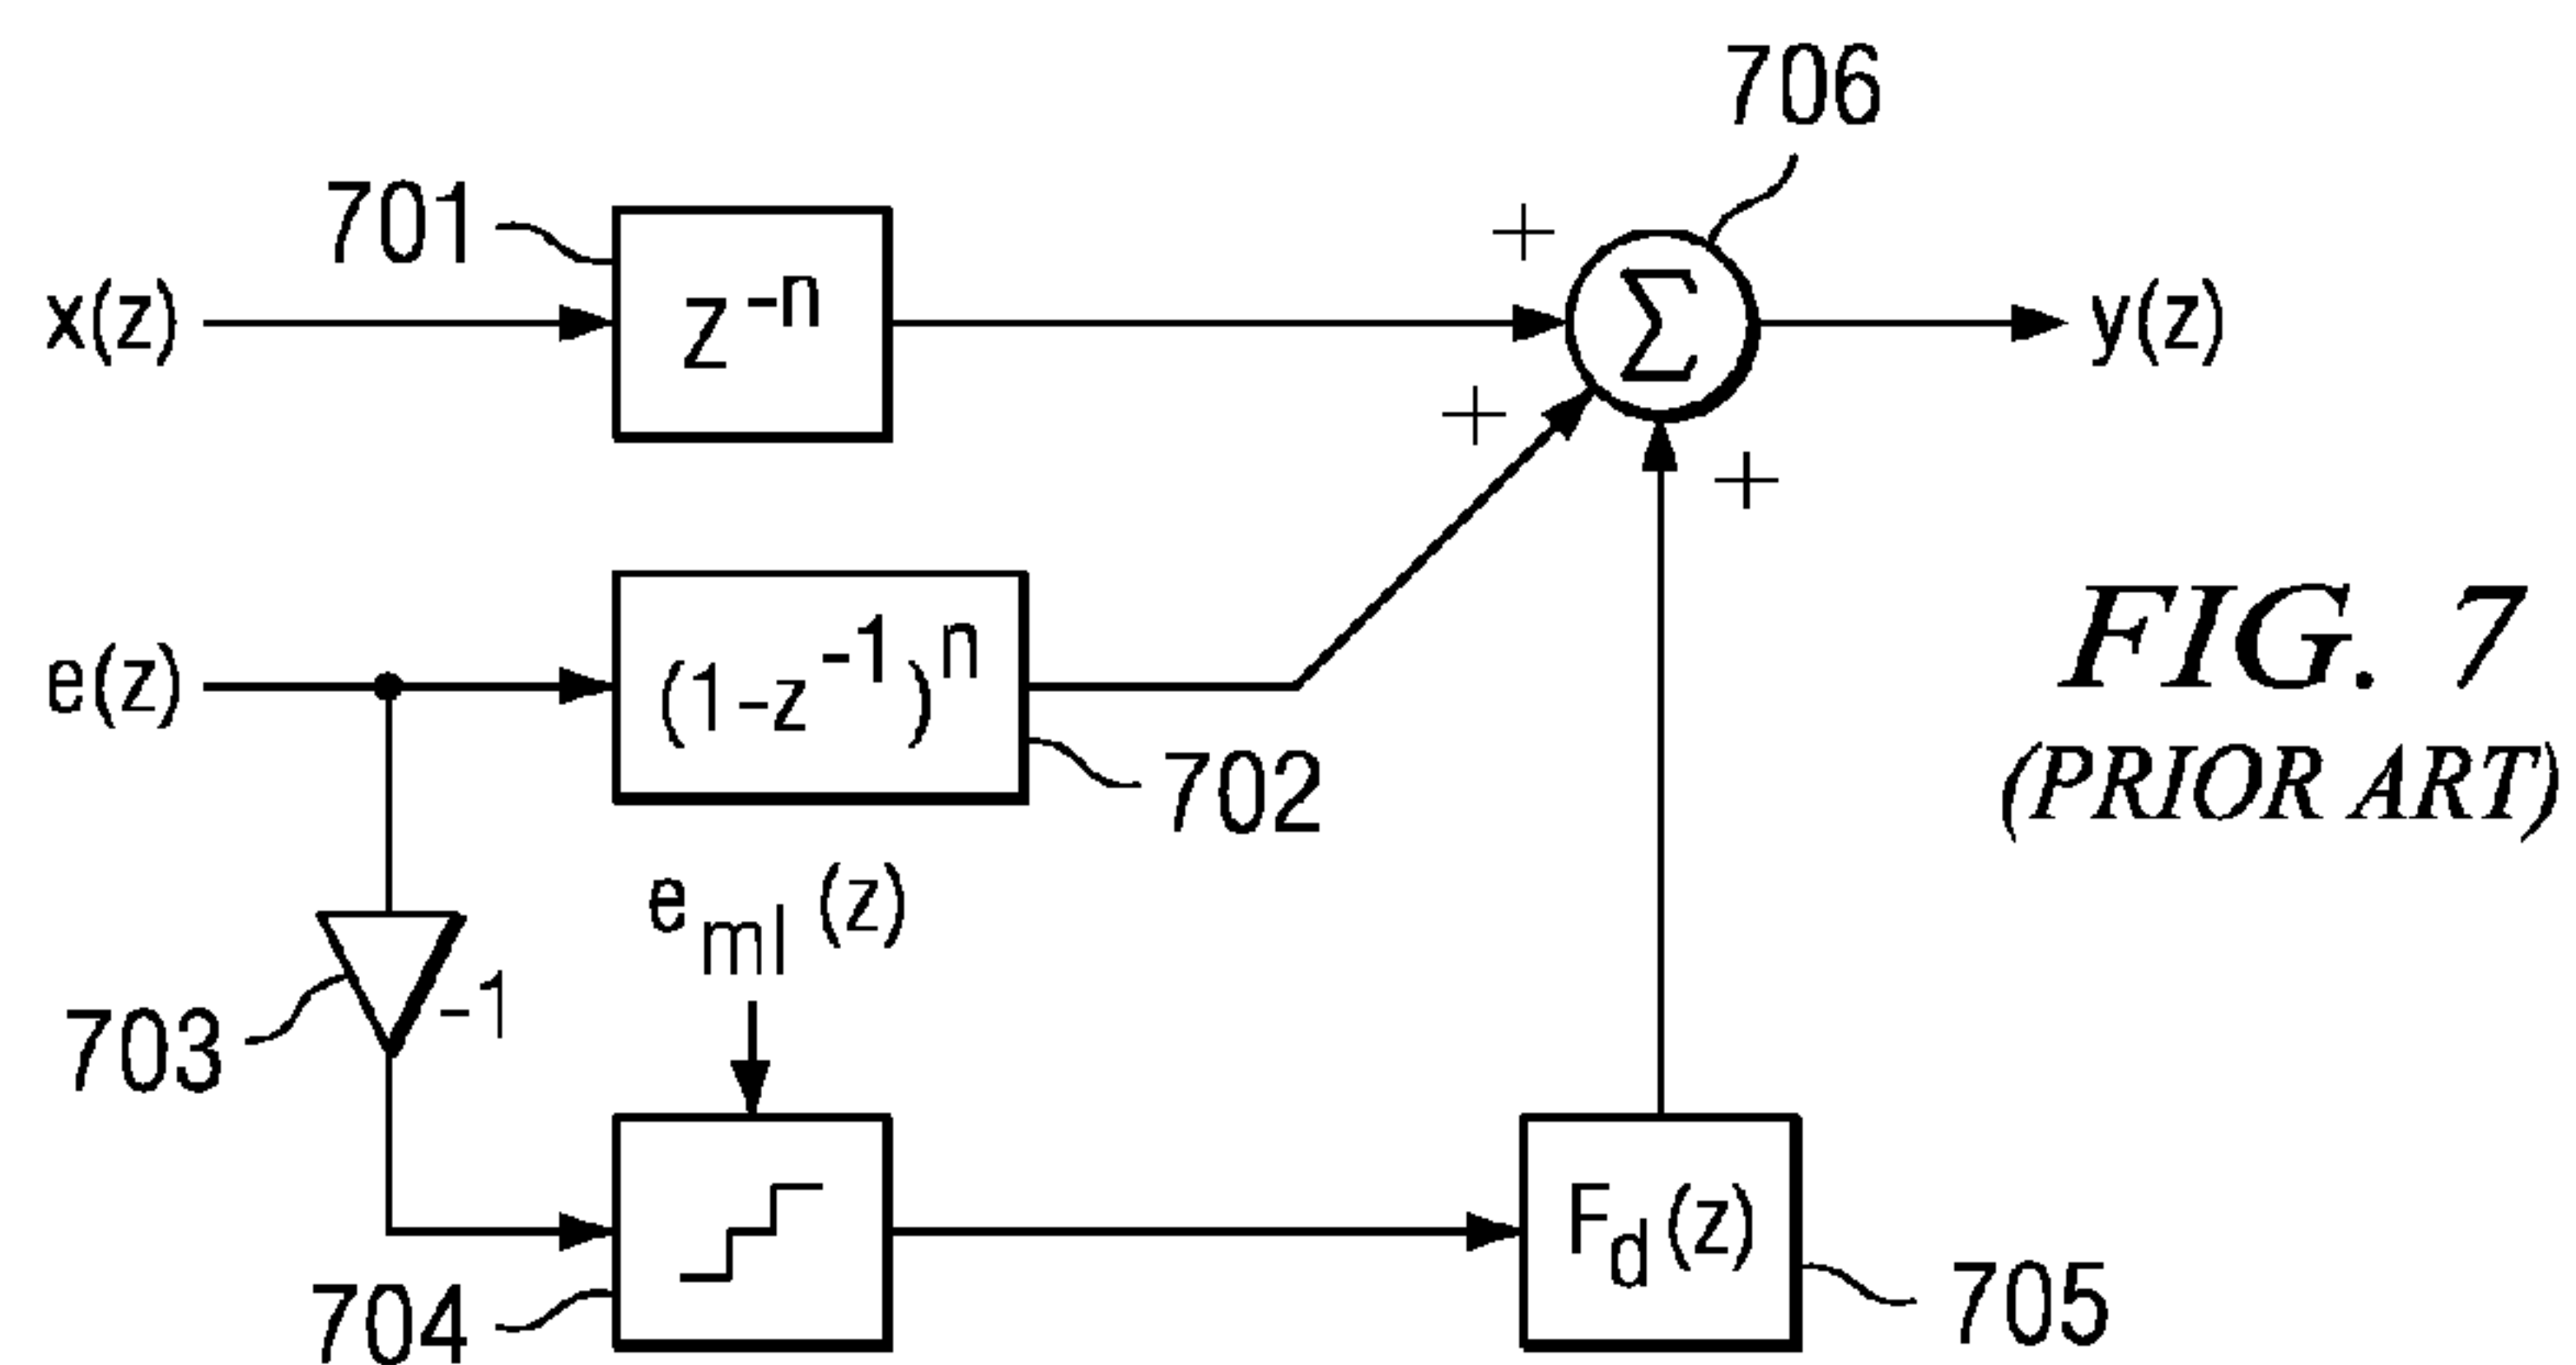 706
701
+
x(z)
z^-n
Σ
y(z)
+
+
FIG. 7
(PRIOR ART)
e(z)
(1-z^-1)^n
702
e_ml (z)
703
-1
F_d (z)
704
705